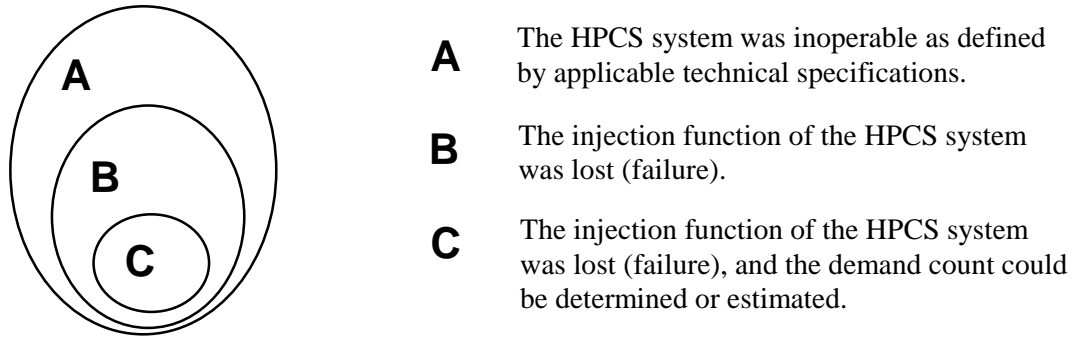 A
B
C
A The HPCS system was inoperable as defined
by applicable technical specifications.
B The injection function of the HPCS system
was lost (failure).
C The injection function of the HPCS system
was lost (failure), and the demand count could
be determined or estimated.